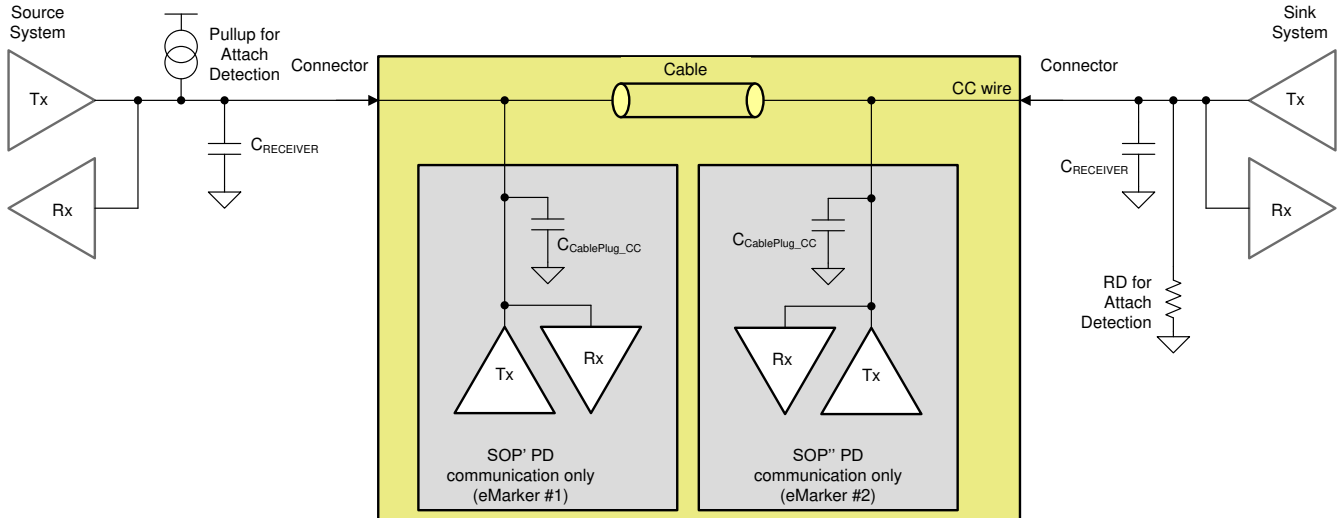 Source
System
Pullup for
Attach
Detection
Connector
Cable
Connector
Sink
System
Tx
CC wire
Tx
CRECEIVER
CRECEIVER
Rx
Rx
CCablePlug_CC
CCablePlug_CC
RD for
Attach
Detection
Tx
Rx
Rx
Tx
SOP' PD
communication only
(eMarker #1)
SOP'' PD
communication only
(eMarker #2)